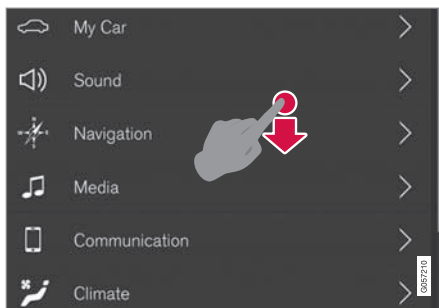 My Car
Sound
Navigation
Media
Communication
Climate
G057210